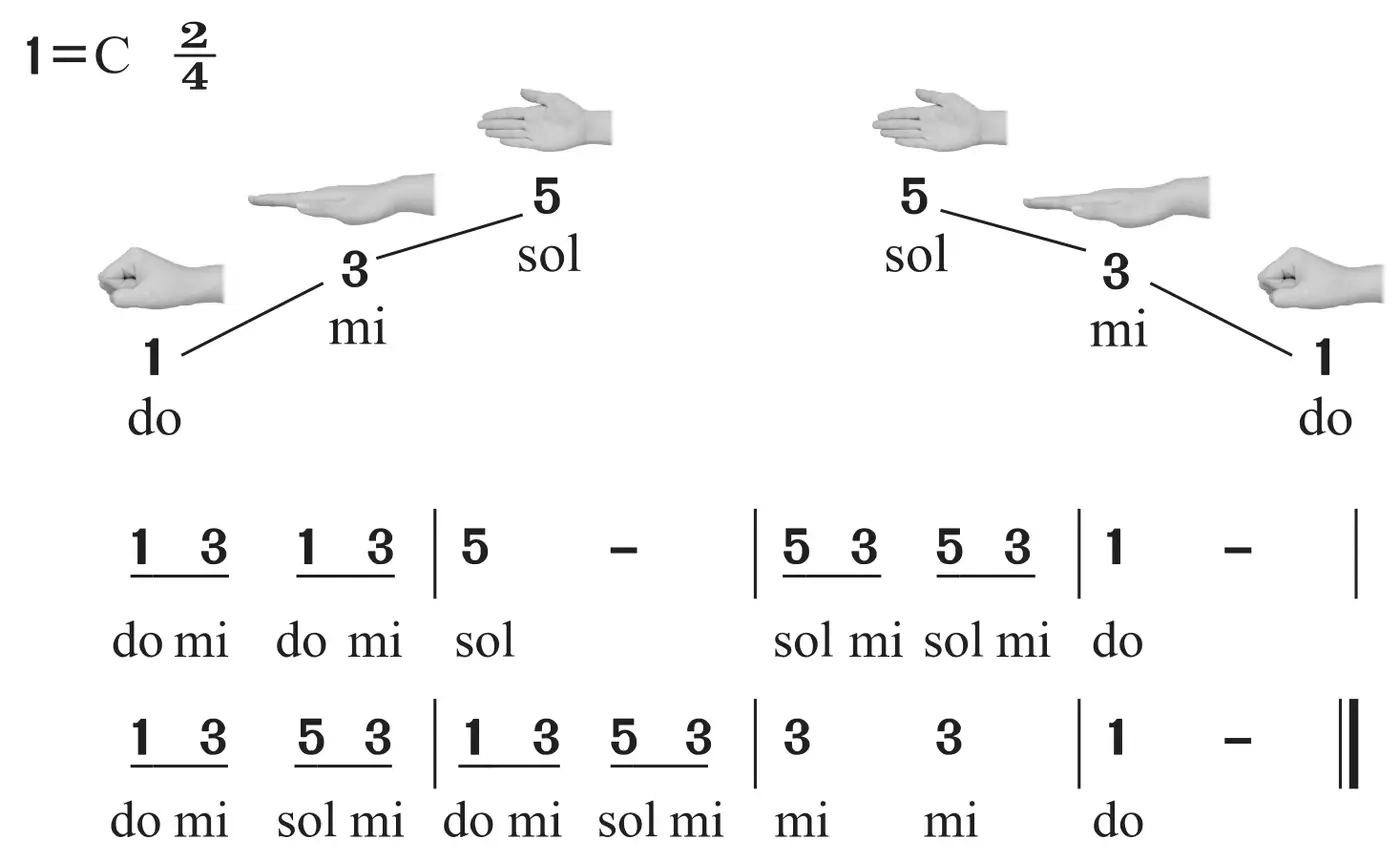 1=C 2/4
5 5
sol sol
3 3
mi mi
1 1
do do
1 3 1 3 | 5 – | 5 3 5 3 | 1 – |
do mi do mi sol sol mi sol mi do
1 3 5 3 | 1 3 5 3 | 3 3 | 1 – ‖
do mi sol mi do mi sol mi mi mi do